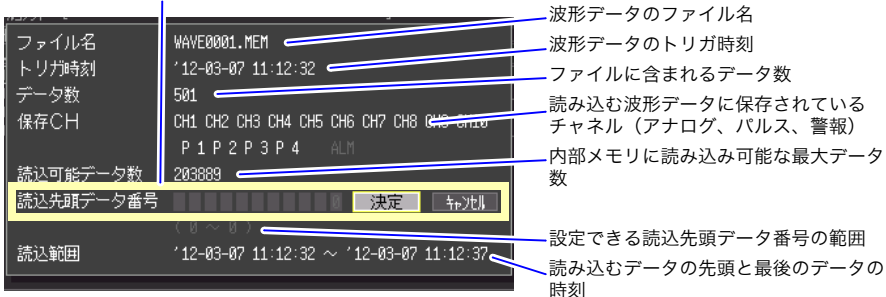 ファイル名 WAVE0001.MEM
トリガ時刻 '12-03-07 11:12:32
データ数 501
保存CH CH1 CH2 CH3 CH4 CH5 CH6 CH7 CH8 CH9 CH10
P1 P2 P3 P4 ALM
読込可能データ数 203889
読込先頭データ番号 0 決定 ｷｬﾝｾﾙ
(0～0)
読込範囲 '12-03-07 11:12:32 ～ '12-03-07 11:12:37
波形データのファイル名
波形データのトリガ時刻
ファイルに含まれるデータ数
読み込む波形データに保存されている
チャネル（アナログ、パルス、警報）
内部メモリに読み込み可能な最大データ
数
設定できる読込先頭データ番号の範囲
読み込むデータの先頭と最後のデータの
時刻